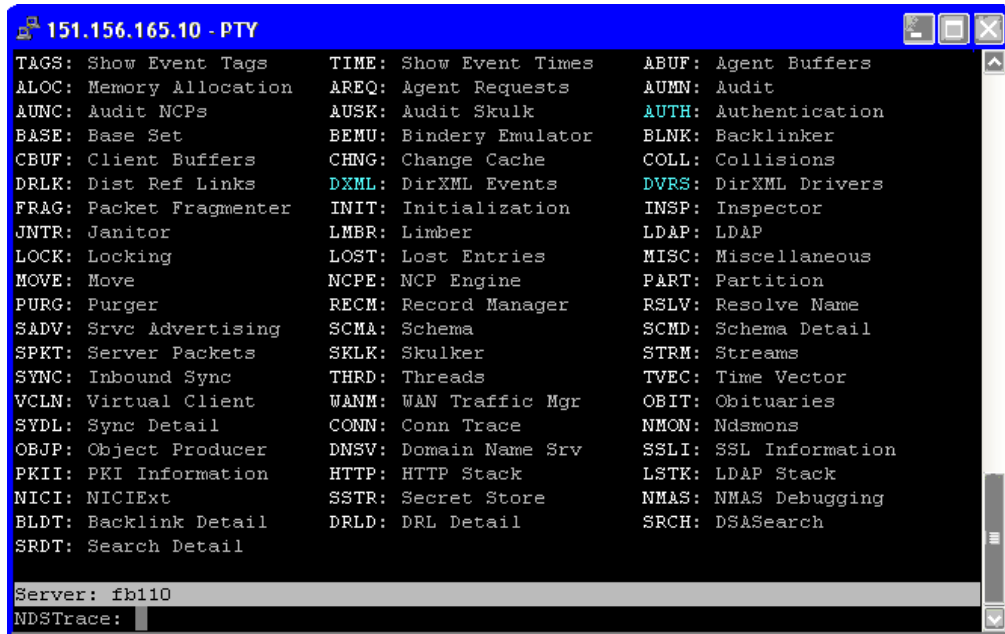 151.156.165.10 - PTY
TAGS: Show Event Tags TIME: Show Event Times ABUF: Agent Buffers
ALOC: Memory Allocation AREQ: Agent Requests AUMN: Audit
AUNC: Audit NCPs AUSK: Audit Skulk AUTH: Authentication
BASE: Base Set BEMU: Bindery Emulator BLNK: Backlinker
CBUF: Client Buffers CHNG: Change Cache COLL: Collisions
DRLK: Dist Ref Links DXML: DirXML Events DVRS: DirXML Drivers
FRAG: Packet Fragmenter INIT: Initialization INSP: Inspector
JNTR: Janitor LMBR: Limber LDAP: LDAP
LOCK: Locking LOST: Lost Entries MISC: Miscellaneous
MOVE: Move NCPE: NCP Engine PART: Partition
PURG: Purger RECM: Record Manager RSLV: Resolve Name
SADV: Srvc Advertising SCMA: Schema SCMD: Schema Detail
SPKT: Server Packets SKLK: Skulker STRM: Streams
SYNC: Inbound Sync THRD: Threads TVEC: Time Vector
VCLN: Virtual Client WANM: WAN Traffic Mgr OBIT: Obituaries
SYDL: Sync Detail CONN: Conn Trace NMON: Ndsmons
OBJP: Object Producer DNSV: Domain Name Srv SSLI: SSL Information
PKII: PKI Information HTTP: HTTP Stack LSTK: LDAP Stack
NICI: NICIExt SSTR: Secret Store NMAS: NMAS Debugging
BLDT: Backlink Detail DRLD: DRL Detail SRCH: DSASearch
SRDT: Search Detail
Server: fb110
NDSTrace: